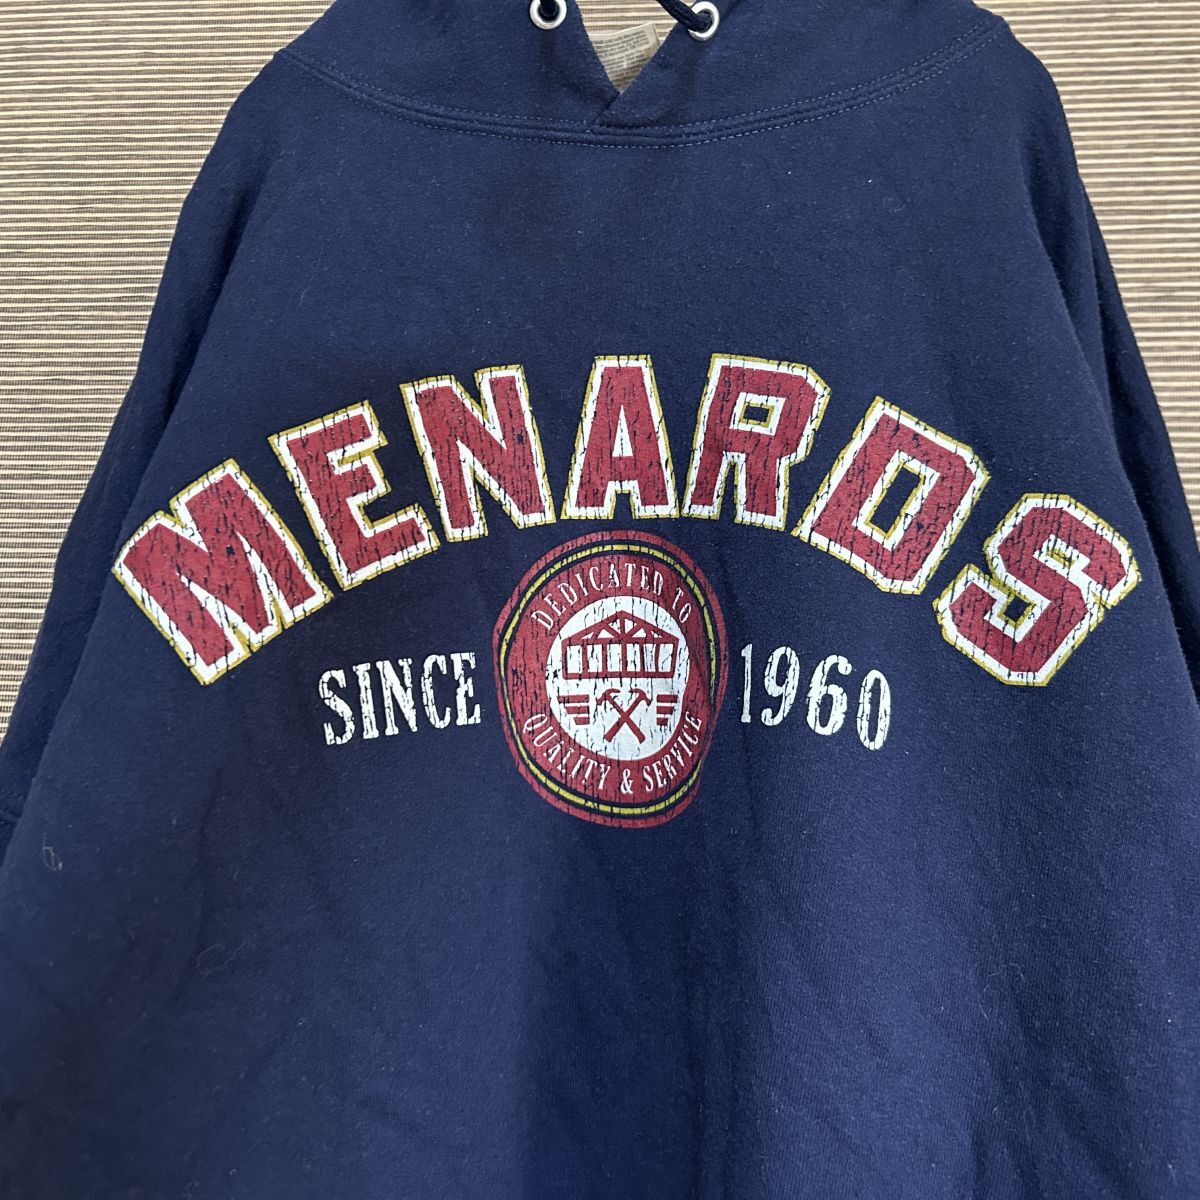 MENARDS
SINCE 1960
DEDICATED TO
QUALITY & SERVICE